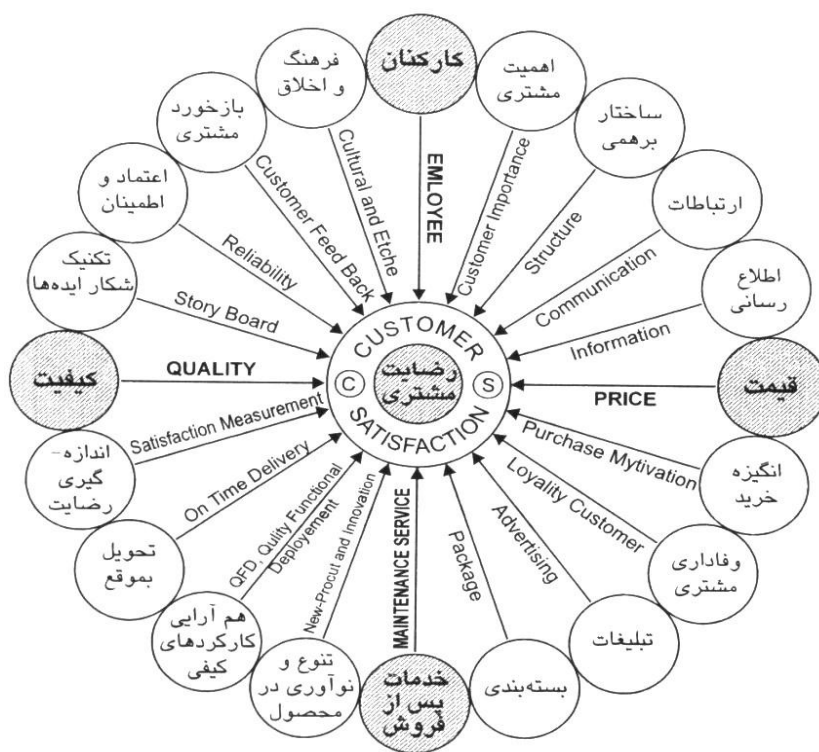 کارکنان
EMLOYEE
اهمیت
مشتری
Customer Importance
ساختار
برهمی
Structure
ارتباطات
Communication
اطلاع
رسانی
Information
قیمت
PRICE
انگیزه
خرید
Purchase Mytivation
وفاداری
مشتری
Loyality Customer
تبلیغات
Advertising
بسته‌بندی
Package
خدمات
پس از
فروش
MAINTENANCE SERVICE
تنوع و
نوآوری در
محصول
New-Procut and Innovation
هم آرایی
کارکردهای
کیفی
QFD, Qulity Functional
Deployement
تحویل
بموقع
On Time Delivery
اندازه-
گیری
رضایت
Satisfaction Measurement
کیفیت
QUALITY
تکنیک
شکار ایده‌ها
Story Board
اعتماد و
اطمینان
Reliability
بازخورد
مشتری
Customer Feed Back
فرهنگ
و اخلاق
Cultural and Etche
CUSTOMER
رضایت
مشتری
C
S
SATISFACTION